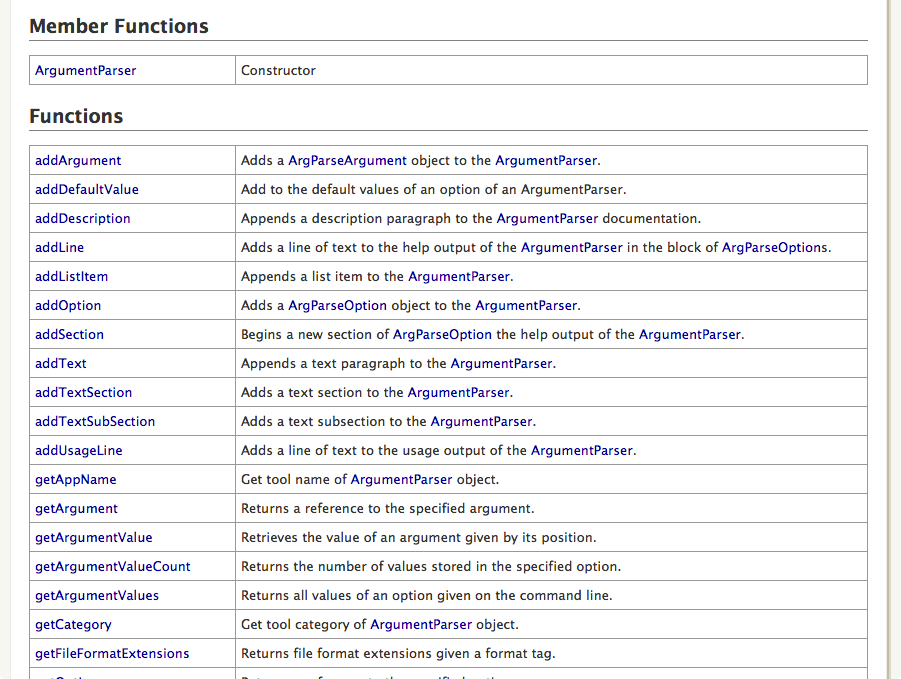 Member Functions
ArgumentParser Constructor
Functions
addArgument Adds a ArgParseArgument object to the ArgumentParser.
addDefaultValue Add to the default values of an option of an ArgumentParser.
addDescription Appends a description paragraph to the ArgumentParser documentation.
addLine Adds a line of text to the help output of the ArgumentParser in the block of ArgParseOptions.
addListItem Appends a list item to the ArgumentParser.
addOption Adds a ArgParseOption object to the ArgumentParser.
addSection Begins a new section of ArgParseOption the help output of the ArgumentParser.
addText Appends a text paragraph to the ArgumentParser.
addTextSection Adds a text section to the ArgumentParser.
addTextSubSection Adds a text subsection to the ArgumentParser.
addUsageLine Adds a line of text to the usage output of the ArgumentParser.
getAppName Get tool name of ArgumentParser object.
getArgument Returns a reference to the specified argument.
getArgumentValue Retrieves the value of an argument given by its position.
getArgumentValueCount Returns the number of values stored in the specified option.
getArgumentValues Returns all values of an option given on the command line.
getCategory Get tool category of ArgumentParser object.
getFileFormatExtensions Returns file format extensions given a format tag.